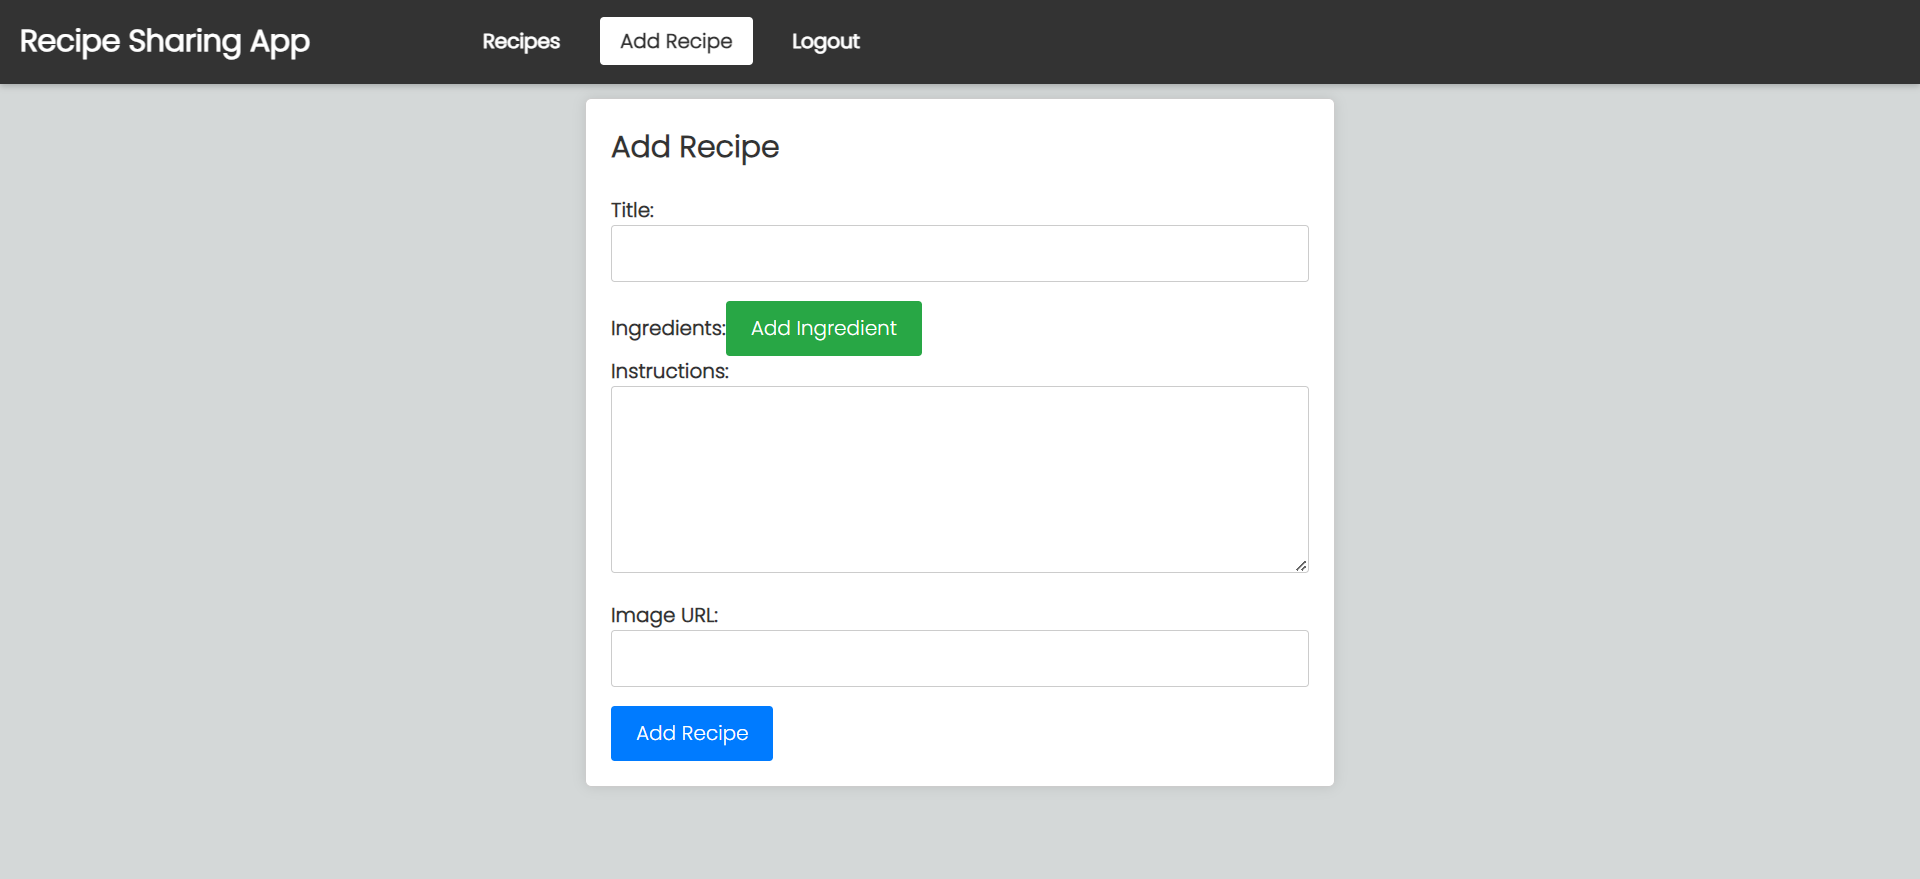 Recipe Sharing App Recipes Add Recipe Logout
Add Recipe
Title:
Ingredients: Add Ingredient
Instructions:
Image URL:
Add Recipe